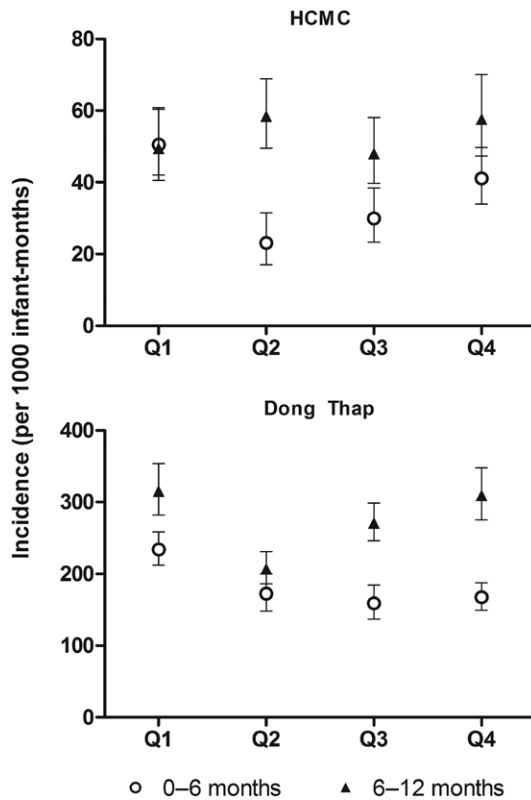 HCMC
80
60
40
20
0
Q1 Q2 Q3 Q4
Incidence (per 1000 infant-months)
Dong Thap
400
300
200
100
0
Q1 Q2 Q3 Q4
0–6 months 6–12 months